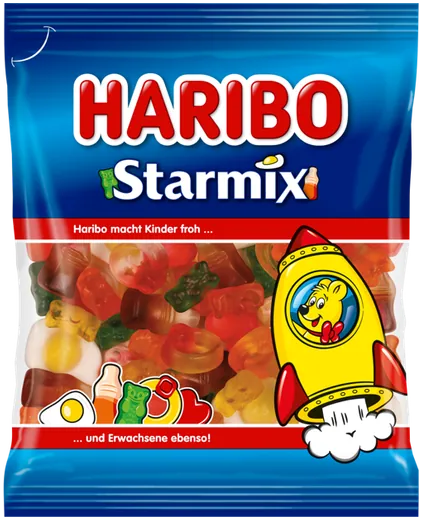 HARIBO
Starmix
Haribo macht Kinder froh ...
... und Erwachsene ebenso!